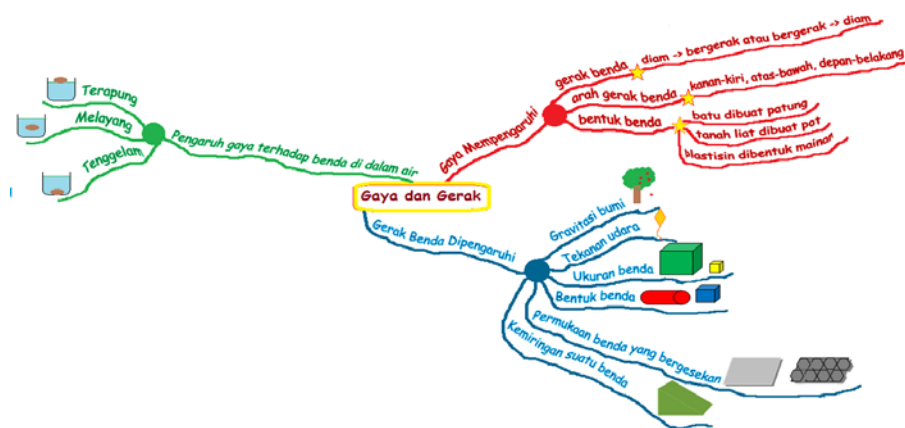 Gaya dan Gerak
Gaya Mempengaruhi
gerak benda
diam -> bergerak atau bergerak -> diam
arah gerak benda
kanan-kiri, atas-bawah, depan-belakang
bentuk benda
batu dibuat patung
tanah liat dibuat pot
blastisin dibentuk mainan
Gerak Benda Dipengaruhi
Gravitasi bumi
Tekanan udara
Ukuran benda
Bentuk benda
Permukaan benda yang bergesekan
Kemiringan suatu benda
Pengaruh gaya terhadap benda di dalam air
Terapung
Melayang
Tenggelam